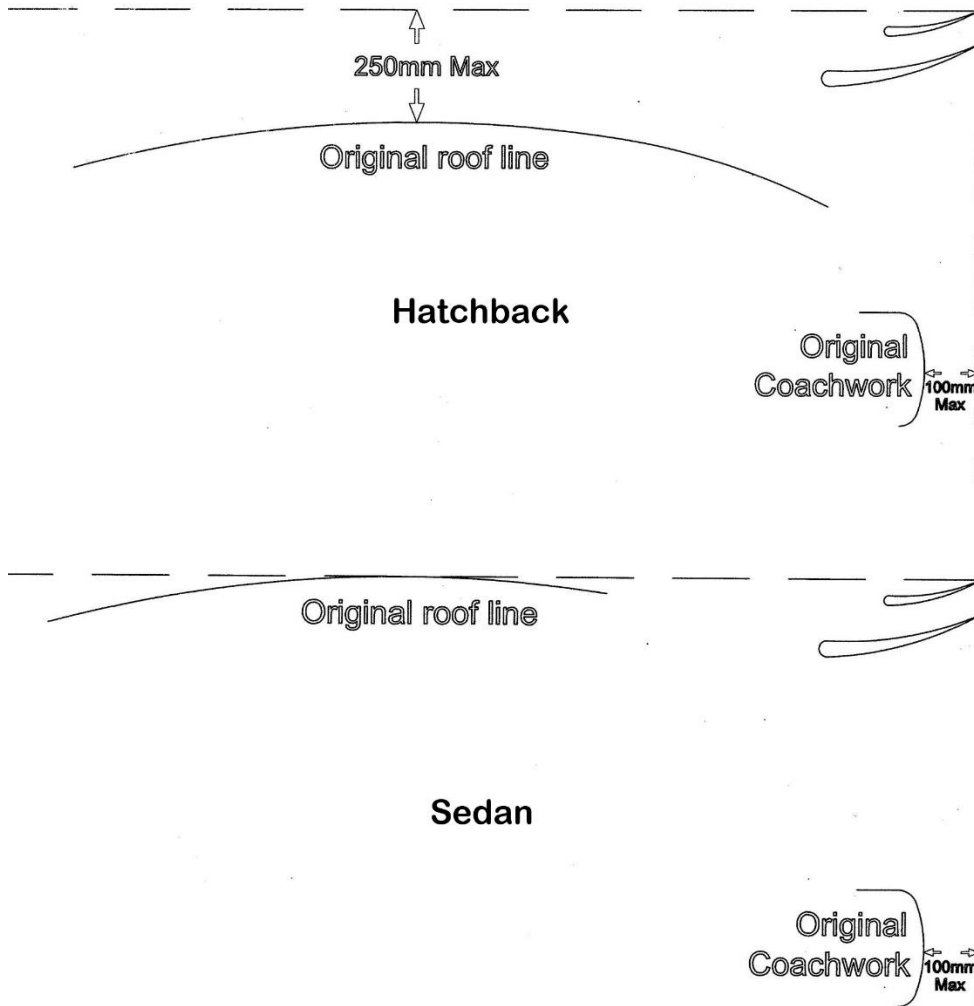 250mm Max
Original roof line
Hatchback
Original
Coachwork
100mm
Max
Original roof line
Sedan
Original
Coachwork
100mm
Max